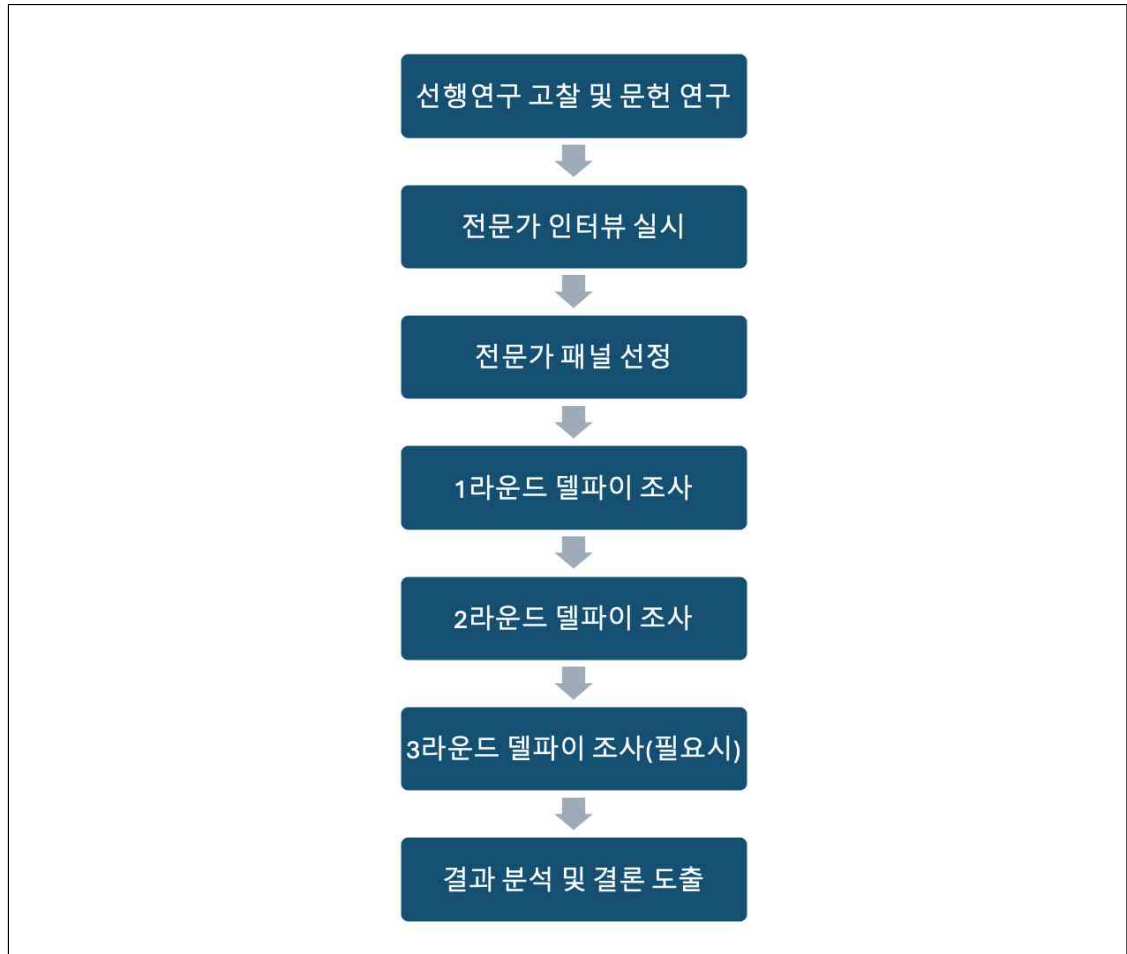 선행연구 고찰 및 문헌 연구
전문가 인터뷰 실시
전문가 패널 선정
1라운드 델파이 조사
2라운드 델파이 조사
3라운드 델파이 조사(필요시)
결과 분석 및 결론 도출